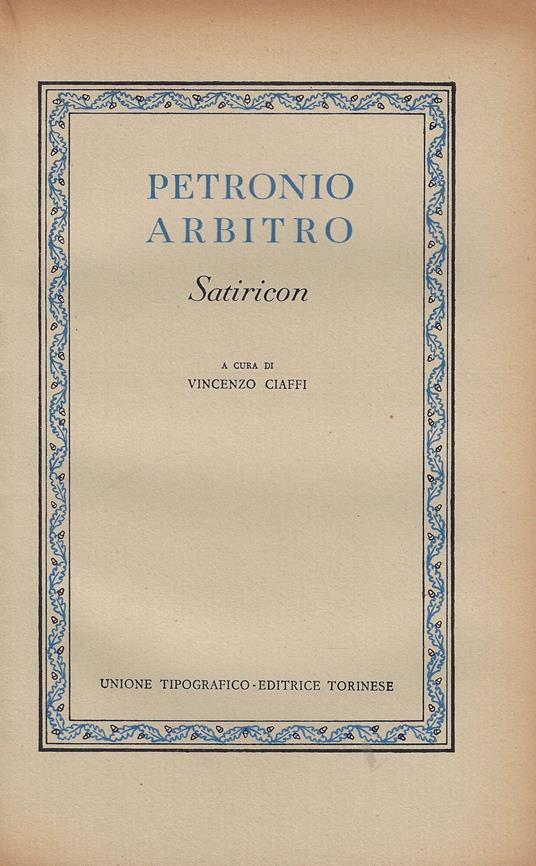 PETRONIO
ARBITRO
Satiricon
A CURA DI
VINCENZO CIAFFI
UNIONE TIPOGRAFICO-EDITRICE TORINESE